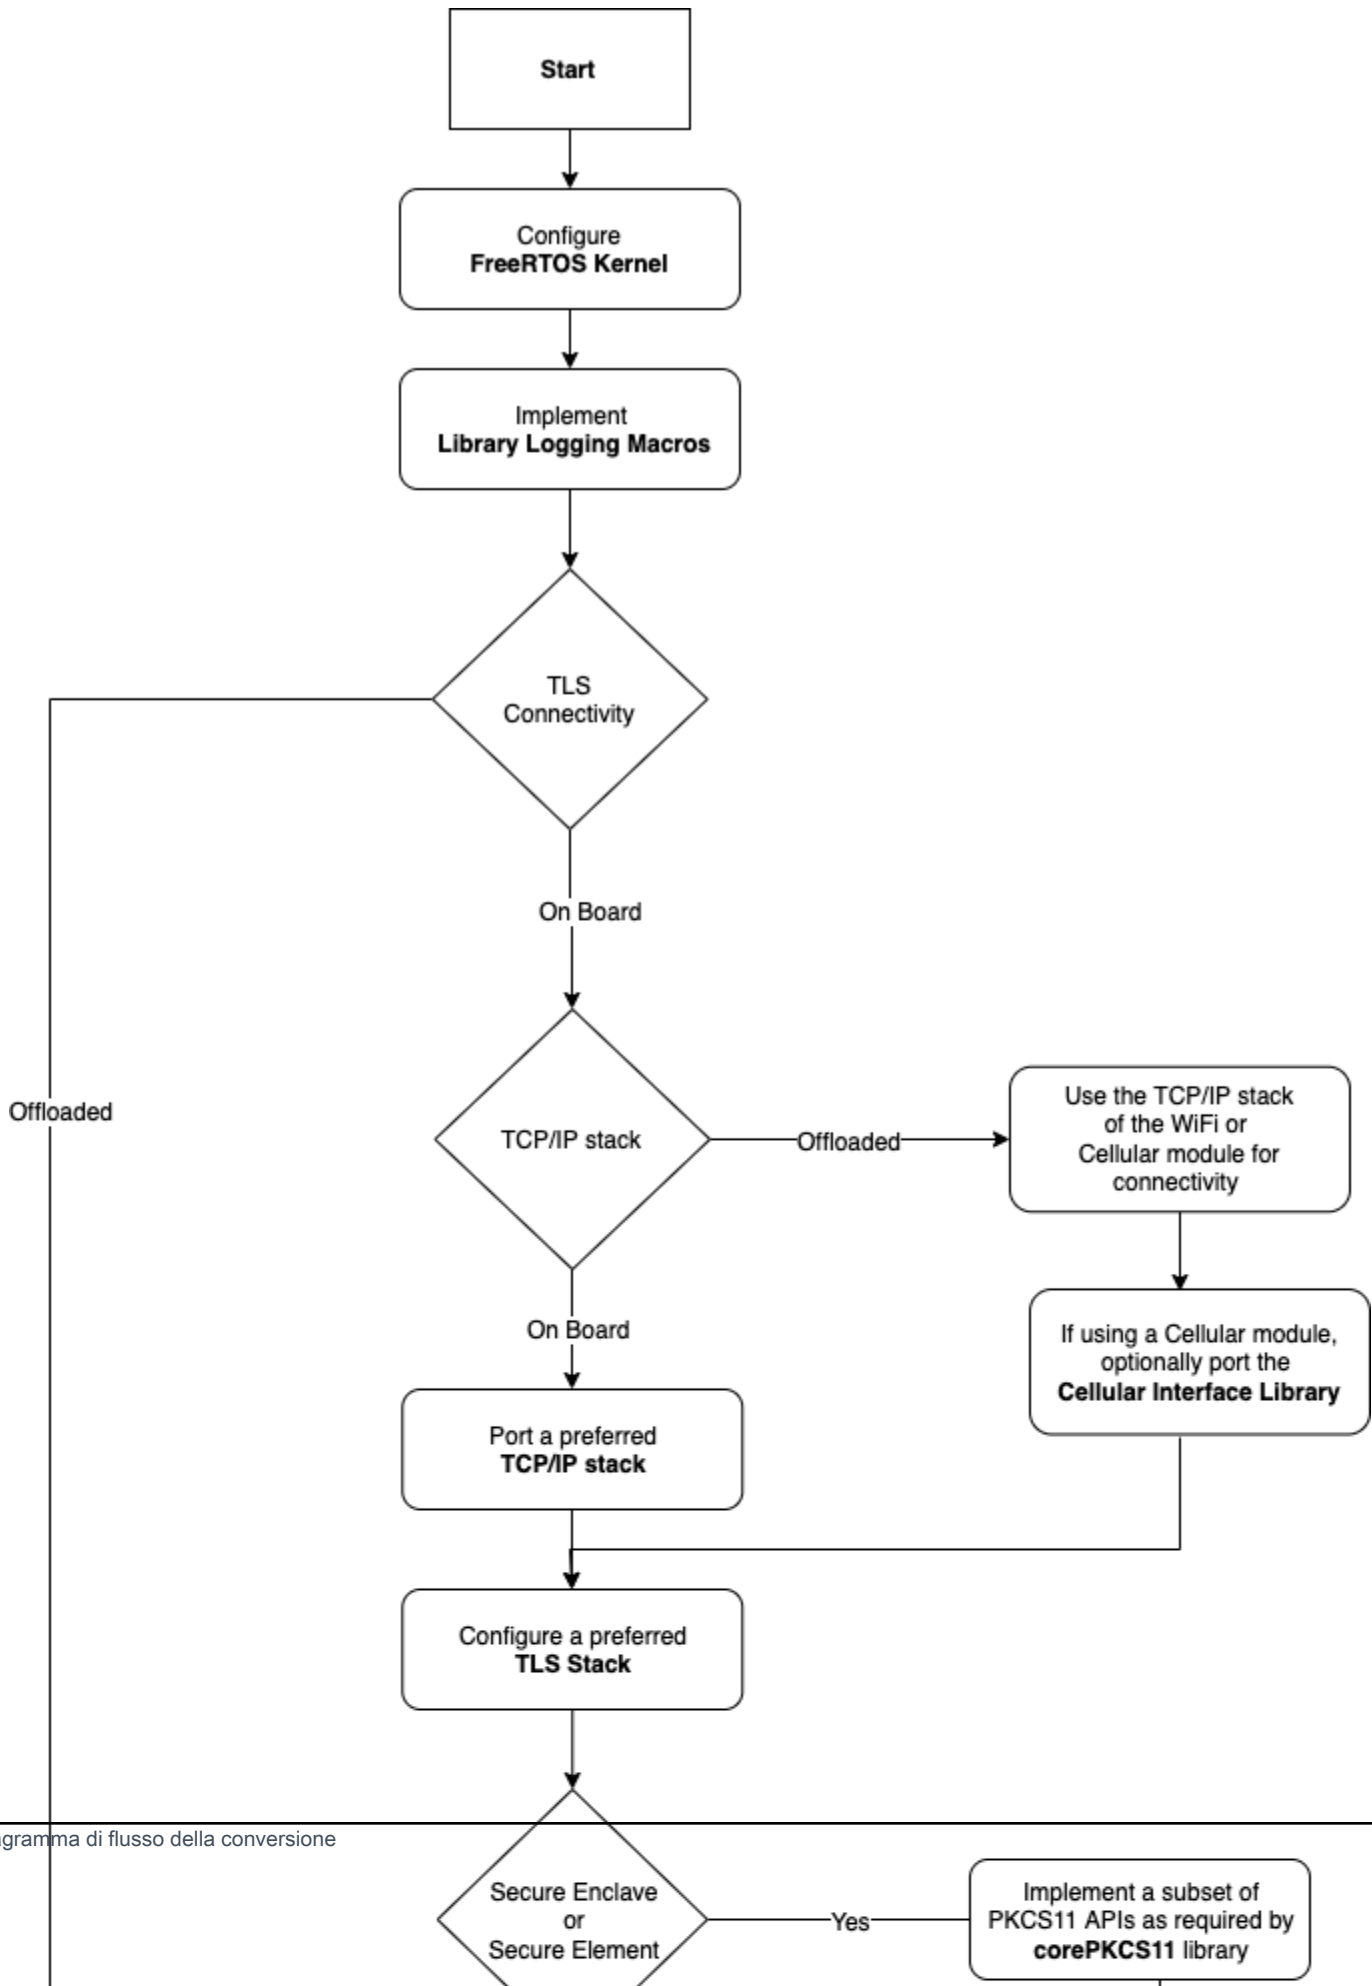 Start
Configure
FreeRTOS Kernel
Implement
Library Logging Macros
TLS
Connectivity
On Board
Offloaded
TCP/IP stack
Offloaded
Use the TCP/IP stack
of the WiFi or
Cellular module for
connectivity
On Board
If using a Cellular module,
optionally port the
Cellular Interface Library
Port a preferred
TCP/IP stack
Configure a preferred
TLS Stack
gramma di flusso della conversione
Secure Enclave
or
Secure Element
Yes
Implement a subset of
PKCS11 APIs as required by
corePKCS11 library